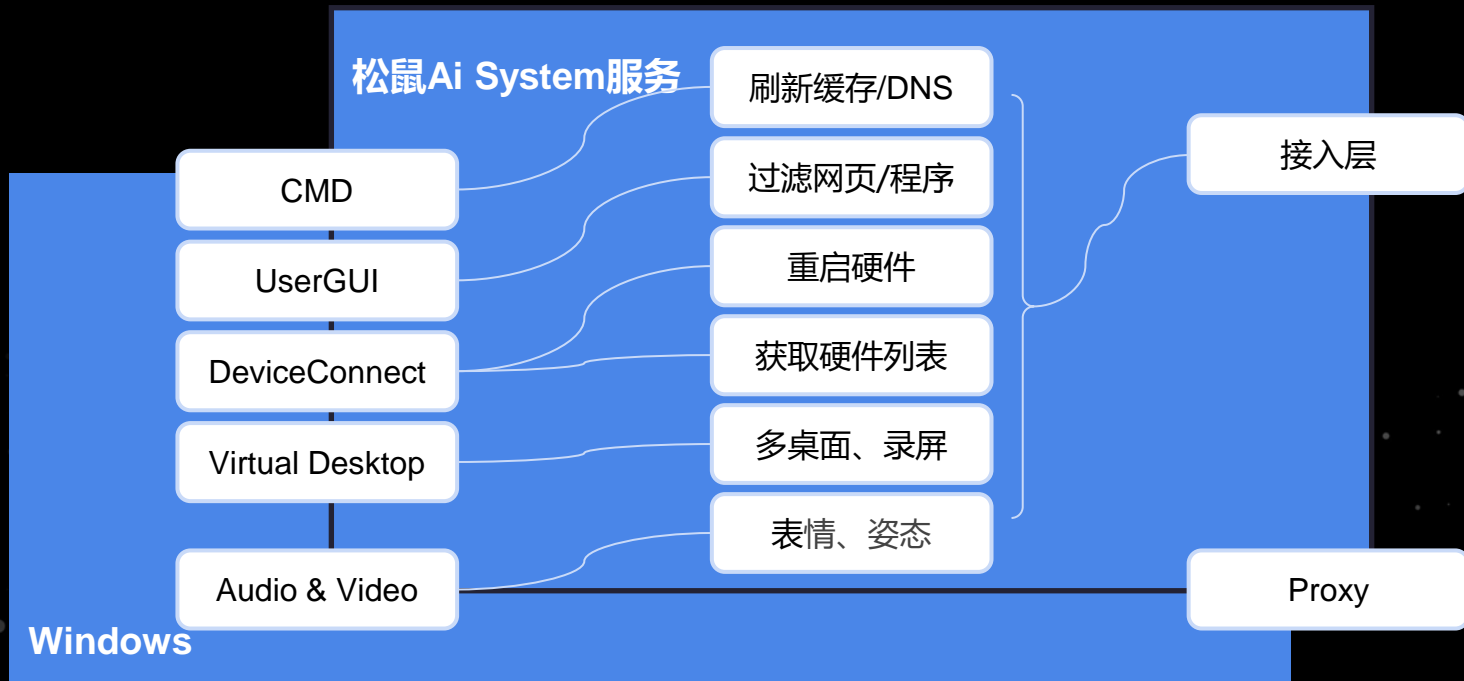 松鼠Ai System服务
刷新缓存/DNS
接入层
CMD
过滤网页/程序
UserGUI
重启硬件
DeviceConnect
获取硬件列表
Virtual Desktop
多桌面、录屏
表情、姿态
Audio & Video
Proxy
Windows